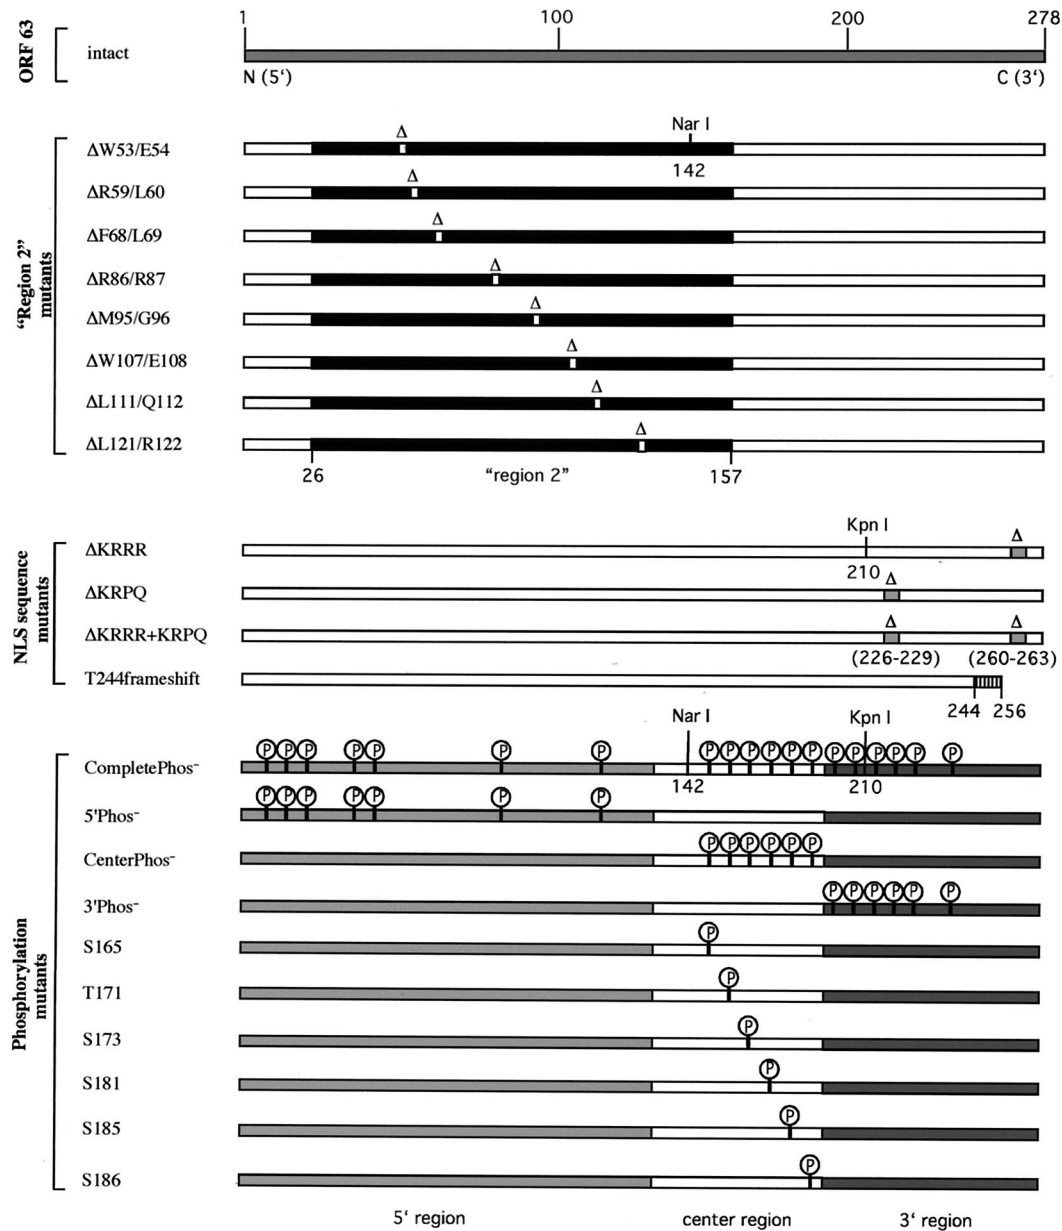 1 100 200 278
ORF 63
intact
N (5‘) C (3‘)
“Region 2”
mutants
Δ Nar I
ΔW53/E54
142
Δ
ΔR59/L60
Δ
ΔF68/L69
Δ
ΔR86/R87
Δ
ΔM95/G96
Δ
ΔW107/E108
Δ
ΔL111/Q112
Δ
ΔL121/R122
26 “region 2” 157
NLS sequence
mutants
Kpn I Δ
ΔKRRR
210 Δ
ΔKRPQ
Δ Δ
ΔKRRR+KRPQ
(226-229) (260-263)
T244frameshift
244 256
Phosphorylation
mutants
Nar I Kpn I
P P P P P P P P P P P P P P P P P P P
CompletePhos⁻
142 210
P P P P P P P
5'Phos⁻
P P P P P P
CenterPhos⁻
P P P P P P
3'Phos⁻
P
S165
P
T171
P
S173
P
S181
P
S185
P
S186
5‘ region center region 3‘ region